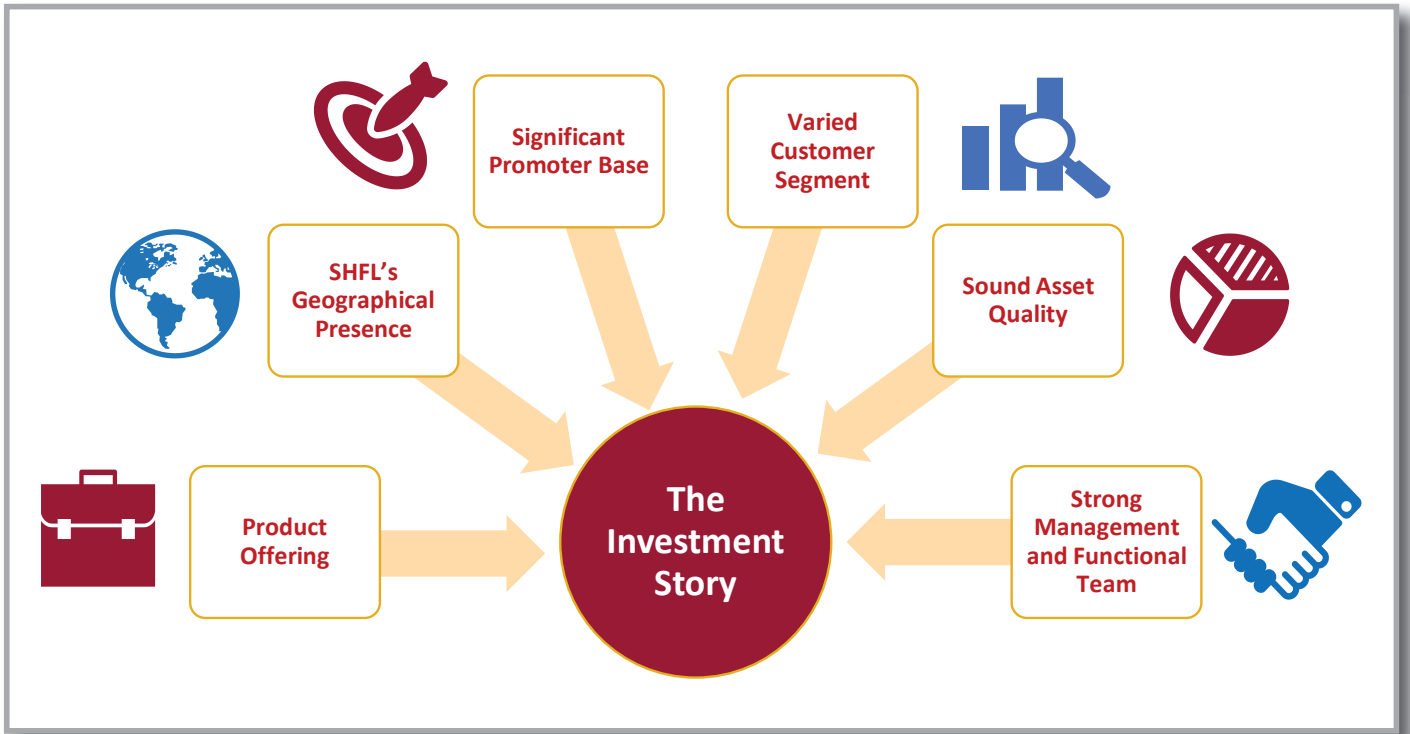 Significant
Promoter Base
Varied
Customer
Segment
SHFL’s
Geographical
Presence
Sound Asset
Quality
Product
Offering
The
Investment
Story
Strong
Management
and Functional
Team